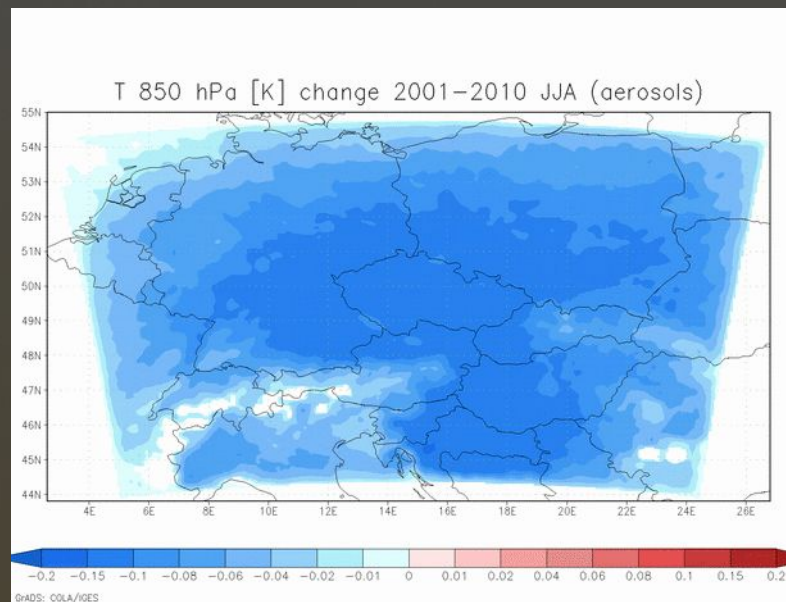 T 850 hPa [K] change 2001-2010 JJA (aerosols)
55N
54N
53N
52N
51N
50N
49N
48N
47N
46N
45N
44N
4E 6E 8E 10E 12E 14E 16E 18E 20E 22E 24E 26E
-0.2 -0.15 -0.1 -0.08 -0.06 -0.04 -0.02 -0.01 0 0.01 0.02 0.04 0.06 0.08 0.1 0.15 0.2
GrADS: COLA/IGES